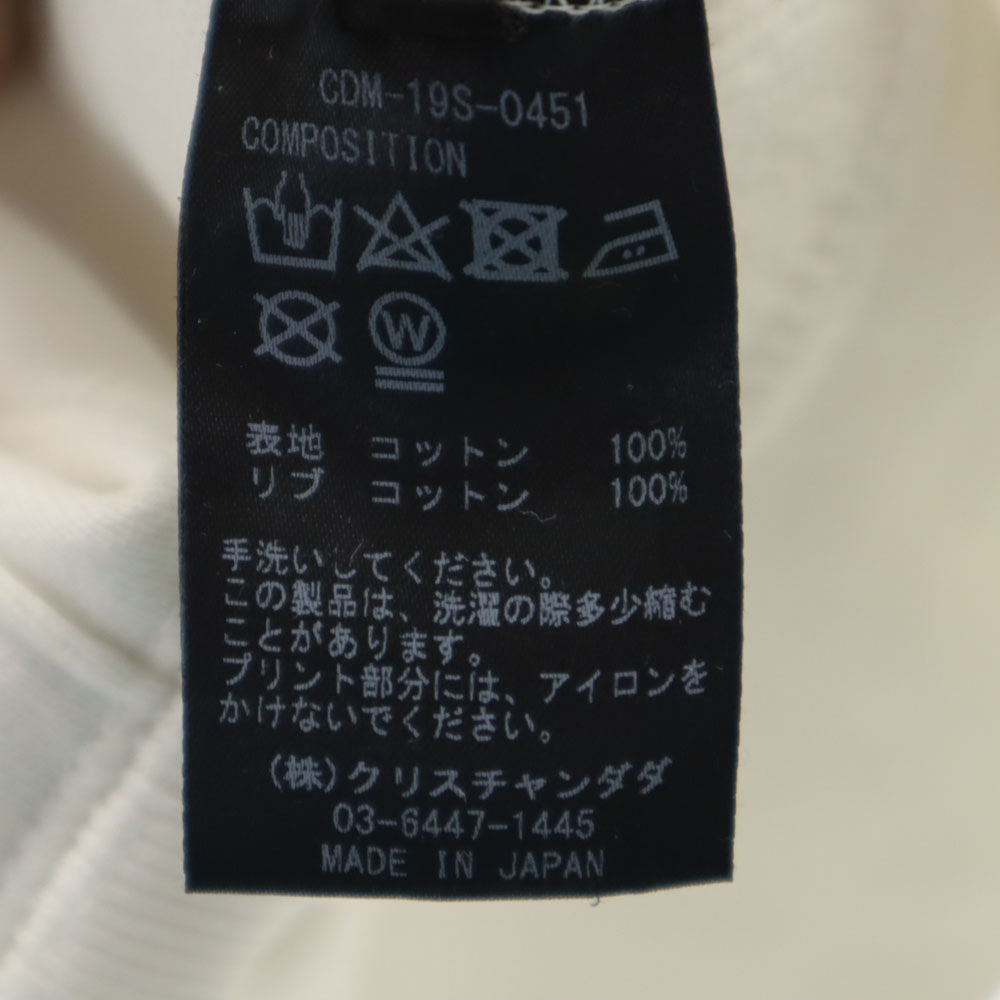 CDM-19S-0451
COMPOSITION
W
表地 コットン 100%
リブ コットン 100%
手洗いしてください。
この製品は、洗濯の際多少縮む
ことがあります。
プリント部分には、アイロンを
かけないでください。
(株)クリスチャンダダ
03-6447-1445
MADE IN JAPAN